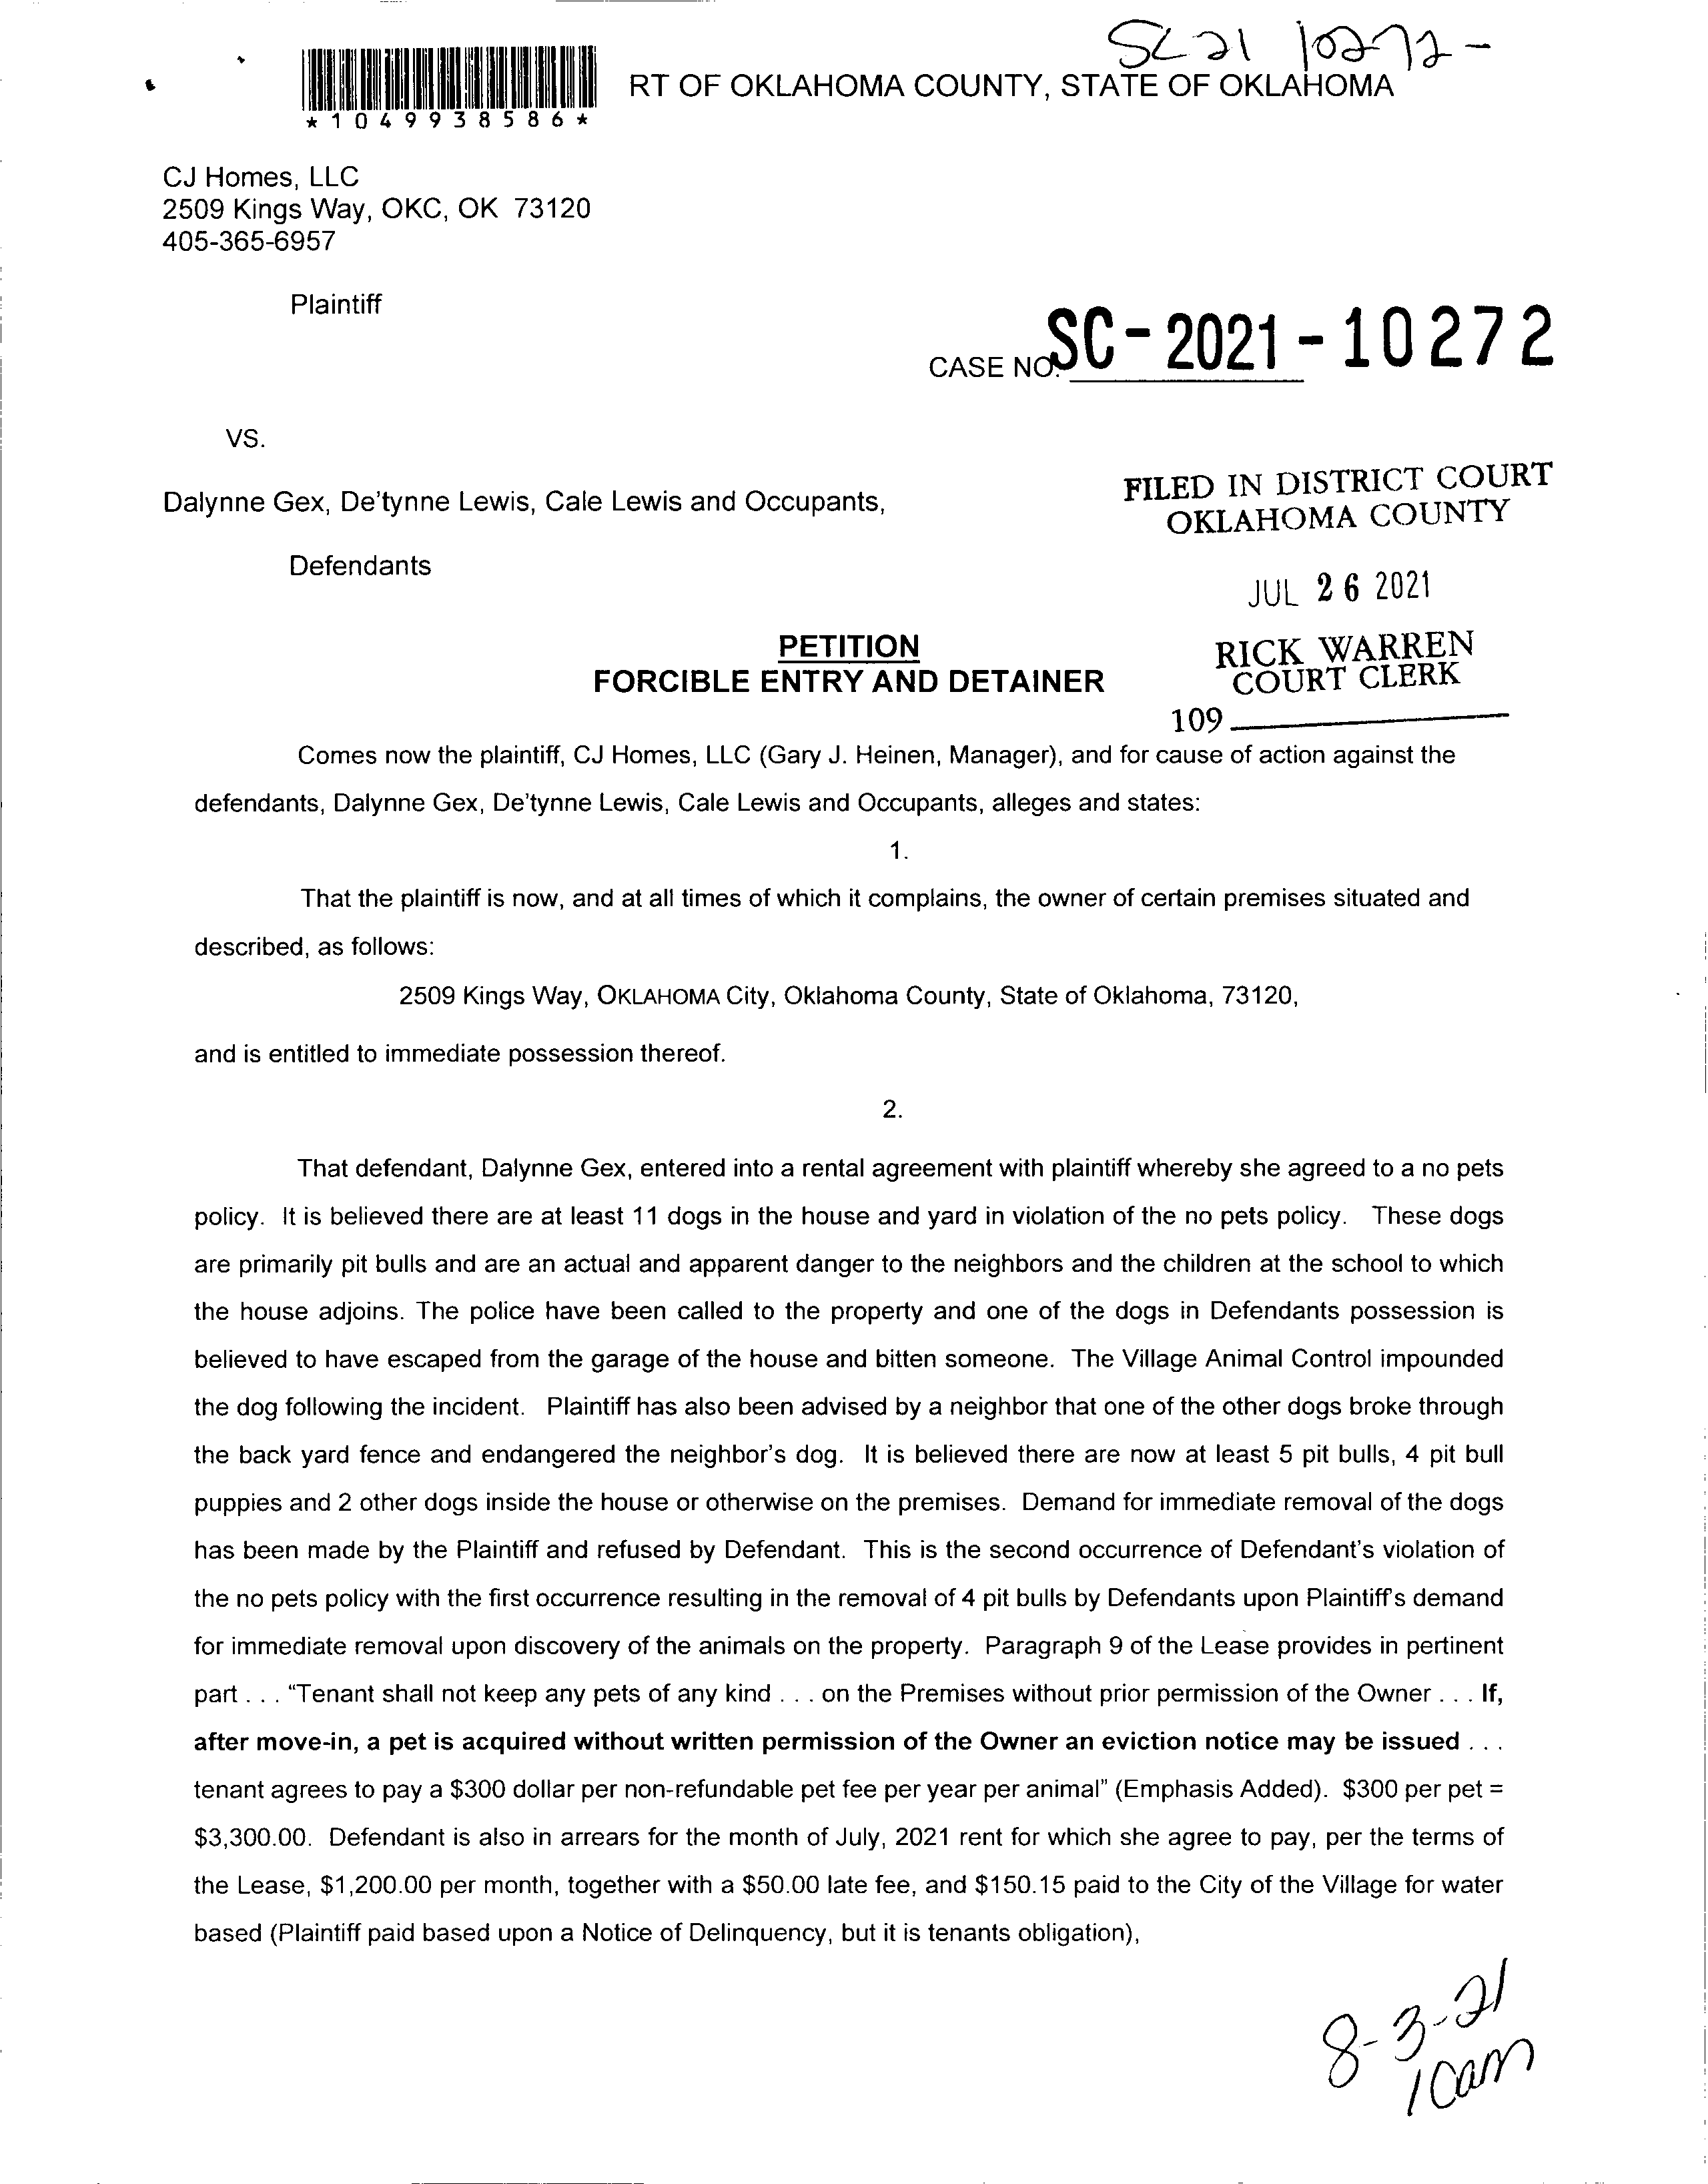 SC 21 10272-
RT OF OKLAHOMA COUNTY, STATE OF OKLAHOMA
*1049938586*
CJ Homes, LLC
2509 Kings Way, OKC, OK 73120
405-365-6957
Plaintiff
CASE NO. SC-2021-10272
VS.
Dalynne Gex, De'tynne Lewis, Cale Lewis and Occupants,
FILED IN DISTRICT COURT
OKLAHOMA COUNTY
Defendants
JUL 26 2021
PETITION
FORCIBLE ENTRY AND DETAINER
RICK WARREN
COURT CLERK
109
Comes now the plaintiff, CJ Homes, LLC (Gary J. Heinen, Manager), and for cause of action against the
defendants, Dalynne Gex, De'tynne Lewis, Cale Lewis and Occupants, alleges and states:
1.
That the plaintiff is now, and at all times of which it complains, the owner of certain premises situated and
described, as follows:
2509 Kings Way, OKLAHOMA City, Oklahoma County, State of Oklahoma, 73120,
and is entitled to immediate possession thereof.
2.
That defendant, Dalynne Gex, entered into a rental agreement with plaintiff whereby she agreed to a no pets
policy. It is believed there are at least 11 dogs in the house and yard in violation of the no pets policy. These dogs
are primarily pit bulls and are an actual and apparent danger to the neighbors and the children at the school to which
the house adjoins. The police have been called to the property and one of the dogs in Defendants possession is
believed to have escaped from the garage of the house and bitten someone. The Village Animal Control impounded
the dog following the incident. Plaintiff has also been advised by a neighbor that one of the other dogs broke through
the back yard fence and endangered the neighbor's dog. It is believed there are now at least 5 pit bulls, 4 pit bull
puppies and 2 other dogs inside the house or otherwise on the premises. Demand for immediate removal of the dogs
has been made by the Plaintiff and refused by Defendant. This is the second occurrence of Defendant's violation of
the no pets policy with the first occurrence resulting in the removal of 4 pit bulls by Defendants upon Plaintiff's demand
for immediate removal upon discovery of the animals on the property. Paragraph 9 of the Lease provides in pertinent
part . . . "Tenant shall not keep any pets of any kind . . . on the Premises without prior permission of the Owner . . . If,
after move-in, a pet is acquired without written permission of the Owner an eviction notice may be issued . . .
tenant agrees to pay a $300 dollar per non-refundable pet fee per year per animal" (Emphasis Added). $300 per pet =
$3,300.00. Defendant is also in arrears for the month of July, 2021 rent for which she agree to pay, per the terms of
the Lease, $1,200.00 per month, together with a $50.00 late fee, and $150.15 paid to the City of the Village for water
based (Plaintiff paid based upon a Notice of Delinquency, but it is tenants obligation),
8-3-21
10am